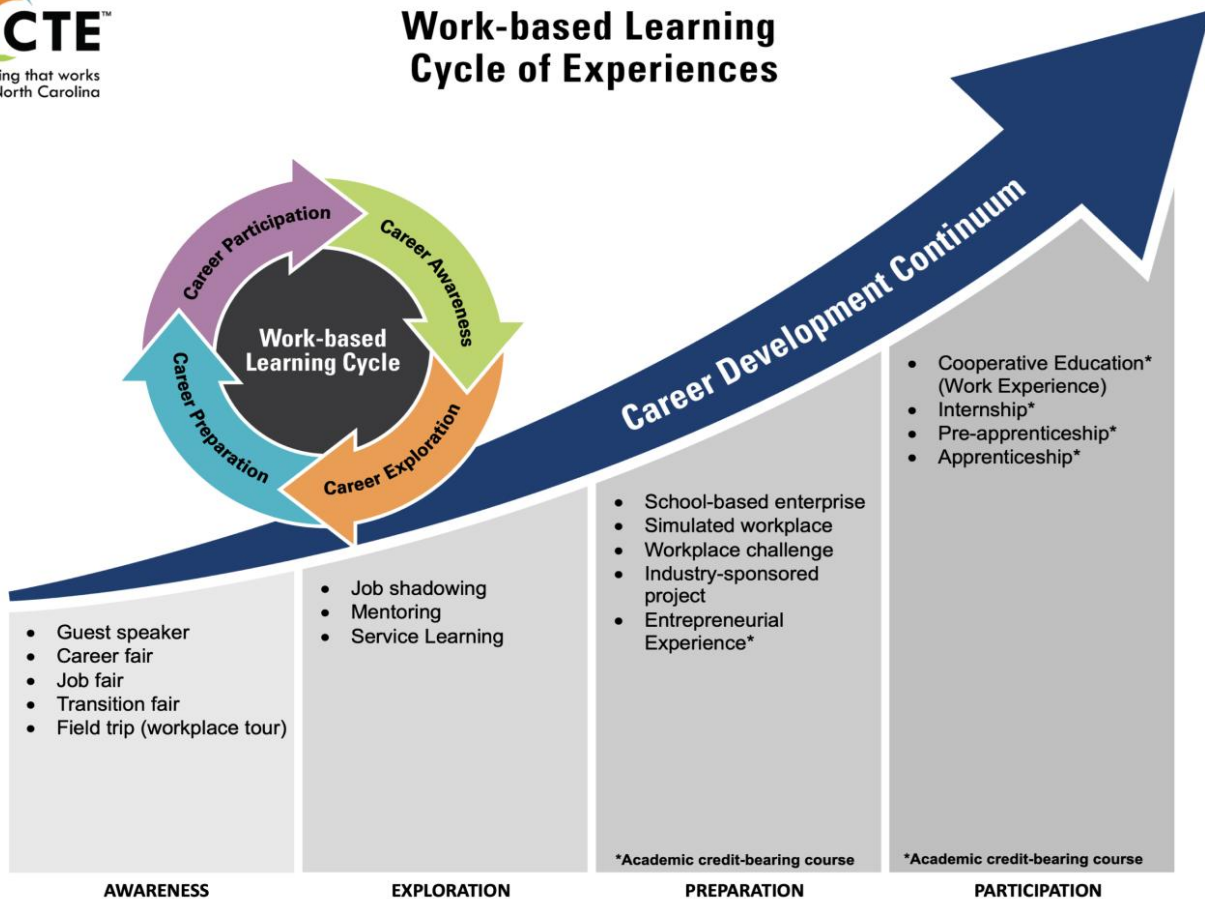 CTE™
ing that works
North Carolina
Work-based Learning
Cycle of Experiences
Career Participation
Career Awareness
Work-based
Learning Cycle
Career Preparation
Career Exploration
Career Development Continuum
• Guest speaker
• Career fair
• Job fair
• Transition fair
• Field trip (workplace tour)
AWARENESS
• Job shadowing
• Mentoring
• Service Learning
EXPLORATION
• School-based enterprise
• Simulated workplace
• Workplace challenge
• Industry-sponsored
project
• Entrepreneurial
Experience*
*Academic credit-bearing course
PREPARATION
• Cooperative Education*
(Work Experience)
• Internship*
• Pre-apprenticeship*
• Apprenticeship*
*Academic credit-bearing course
PARTICIPATION